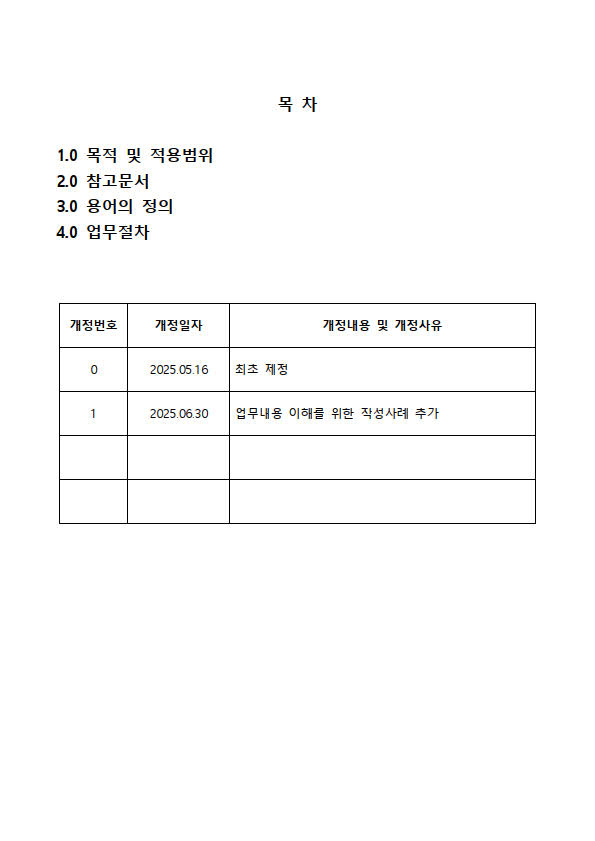 목 차
1.0 목적 및 적용범위
2.0 참고문서
3.0 용어의 정의
4.0 업무절차
개정번호 개정일자 개정내용 및 개정사유
0 2025.05.16 최초 제정
1 2025.06.30 업무내용 이해를 위한 작성사례 추가